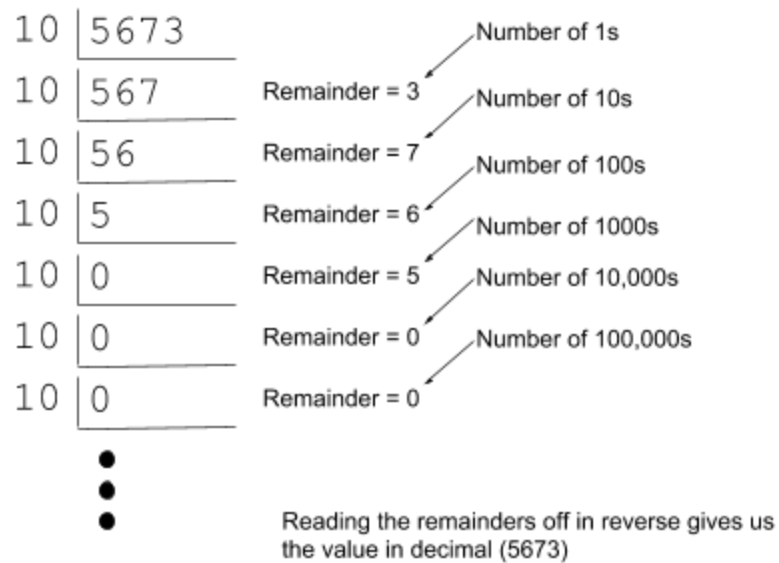 10 5673
Number of 1s
10 567 Remainder = 3
Number of 10s
10 56 Remainder = 7
Number of 100s
10 5 Remainder = 6
Number of 1000s
10 0 Remainder = 5
Number of 10,000s
10 0 Remainder = 0
Number of 100,000s
10 0 Remainder = 0
Reading the remainders off in reverse gives us
the value in decimal (5673)